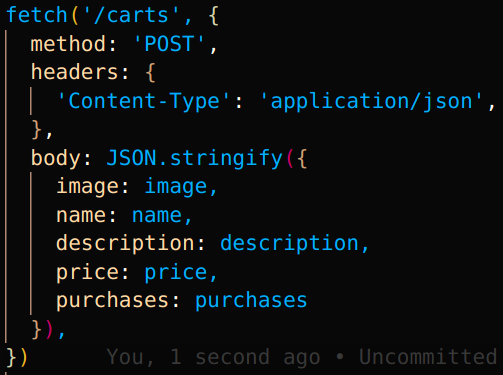 fetch('/carts', {
method: 'POST',
headers: {
'Content-Type': 'application/json',
},
body: JSON.stringify({
image: image,
name: name,
description: description,
price: price,
purchases: purchases
}),
}) You, 1 second ago • Uncommitted